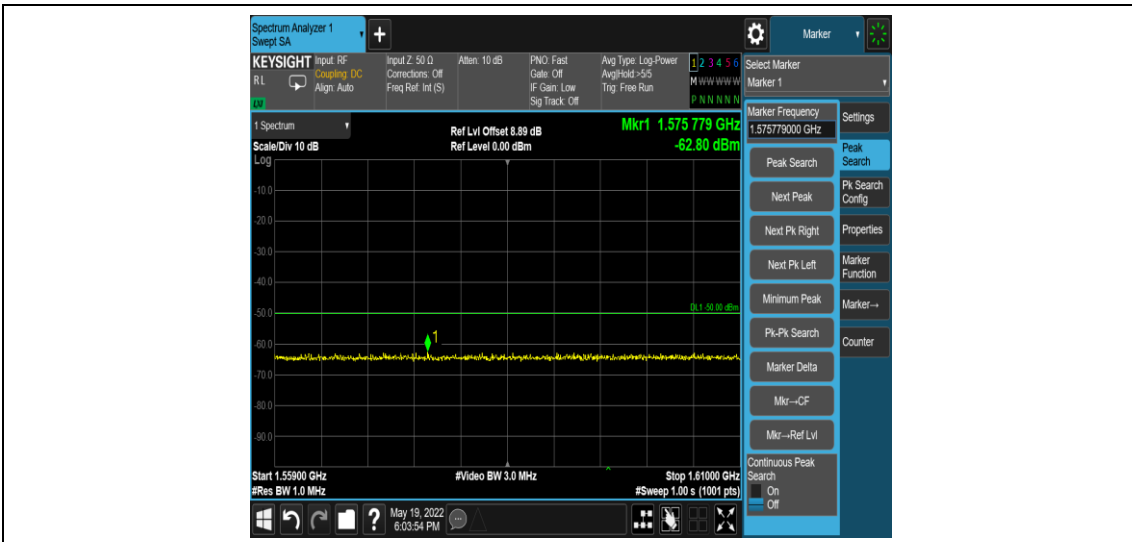 Spectrum Analyzer 1
Swept SA
+
Marker
KEYSIGHT
RL
LV
Input: RF
Coupling: DC
Align: Auto
Input Z: 50 Ω
Corrections: Off
Freq Ref: Int (S)
Atten: 10 dB
PNO: Fast
Gate: Off
IF Gain: Low
Sig Track: Off
Avg Type: Log-Power
Avg|Hold:>5/5
Trig: Free Run
1 2 3 4 5 6
M W W W W W
P N N N N N
Select Marker
Marker 1
1 Spectrum
Scale/Div 10 dB
Ref Lvl Offset 8.89 dB
Ref Level 0.00 dBm
Mkr1 1.575 779 GHz
-62.80 dBm
Log
-10.0
-20.0
-30.0
-40.0
-50.0
-60.0
-70.0
-80.0
-90.0
DL1 -50.00 dBm
1
Start 1.55900 GHz
#Res BW 1.0 MHz
#Video BW 3.0 MHz
Stop 1.61000 GHz
#Sweep 1.00 s (1001 pts)
Marker Frequency
1.575779000 GHz
Peak Search
Next Peak
Next Pk Right
Next Pk Left
Minimum Peak
Pk-Pk Search
Marker Delta
Mkr→CF
Mkr→Ref Lvl
Continuous Peak
Search
On
Off
Settings
Peak
Search
Pk Search
Config
Properties
Marker
Function
Marker→
Counter
?
May 19, 2022
6:03:54 PM